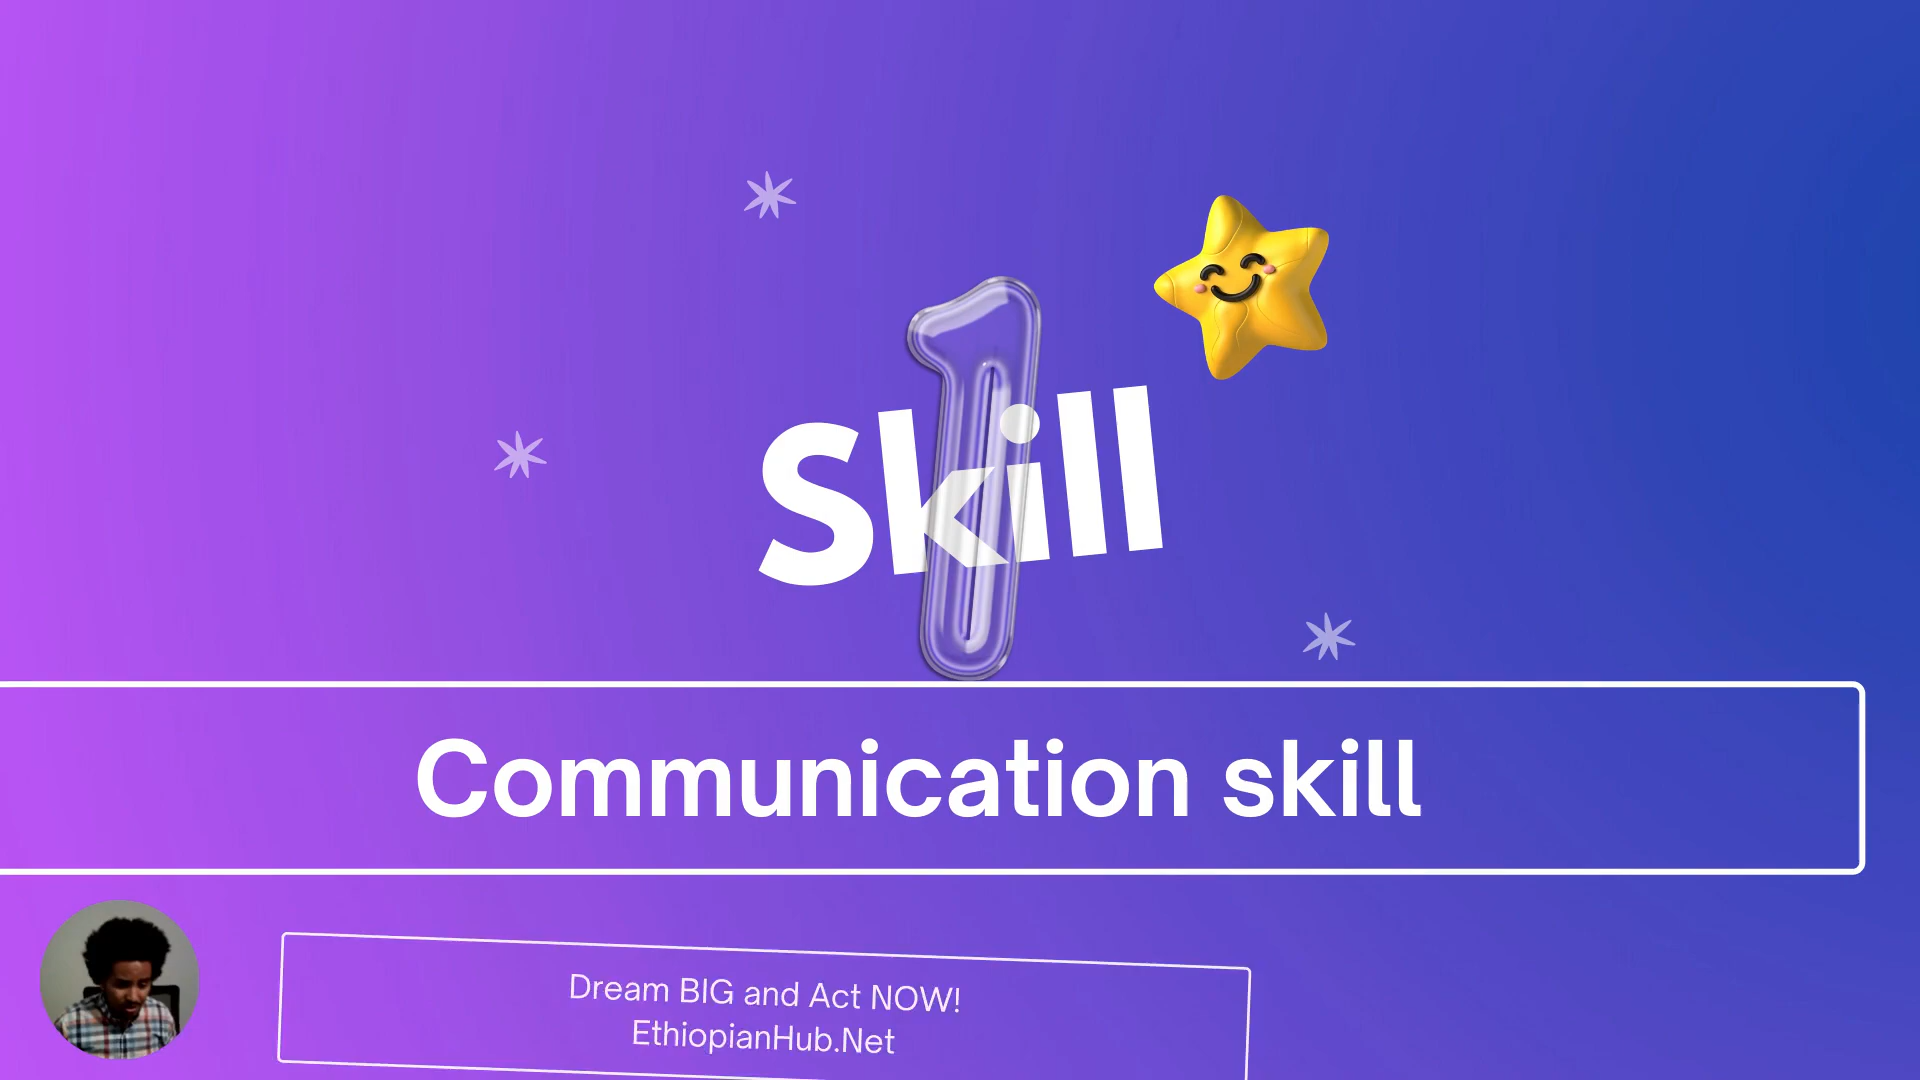 1
Skill
Communication skill
Dream BIG and Act NOW!
EthiopianHub.Net